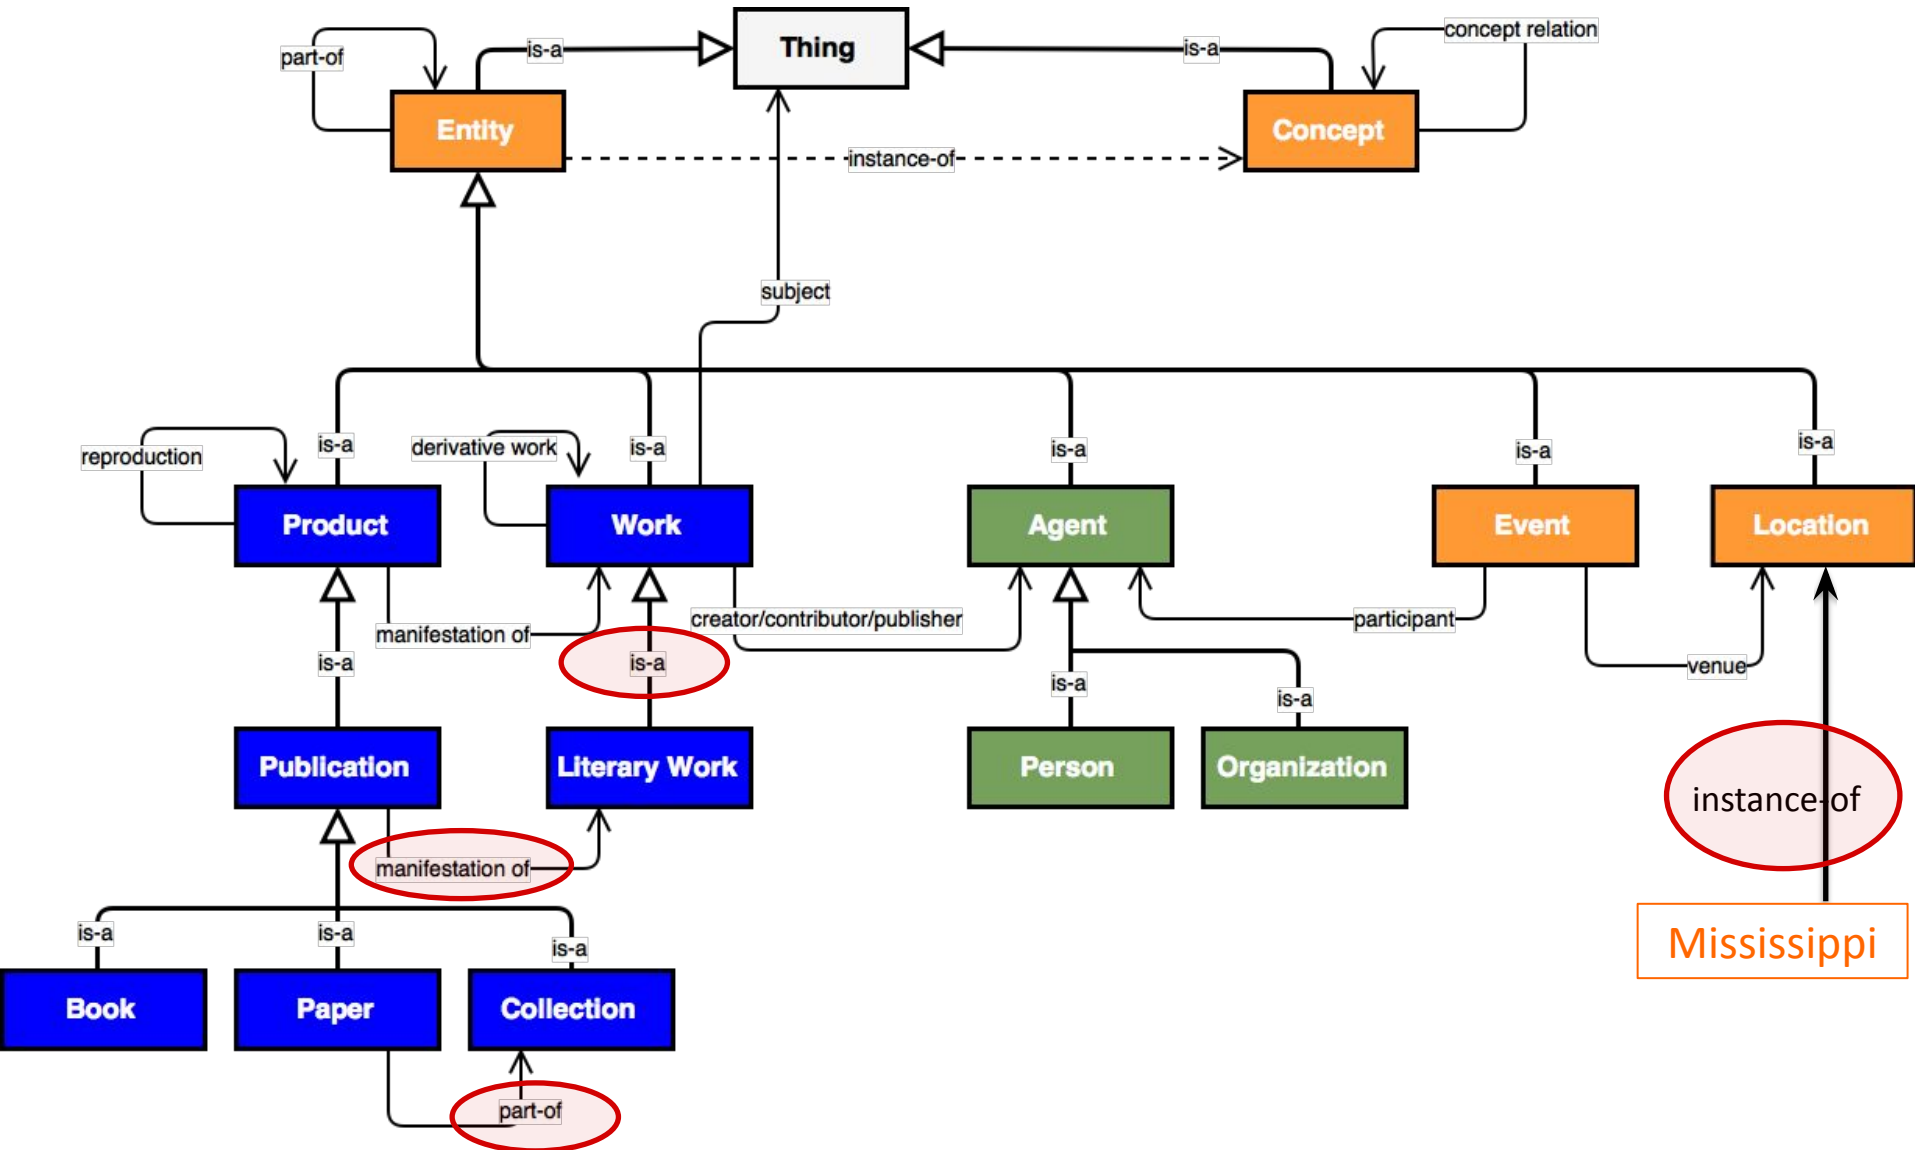 Thing
is-a
is-a
concept relation
part-of
Entity
Concept
instance-of
subject
is-a
is-a
is-a
is-a
is-a
reproduction
derivative work
Product
Work
Agent
Event
Location
manifestation of
creator/contributor/publisher
participant
is-a
is-a
is-a
is-a
venue
Publication
Literary Work
Person
Organization
instance-of
manifestation of
is-a
is-a
is-a
Mississippi
Book
Paper
Collection
part-of